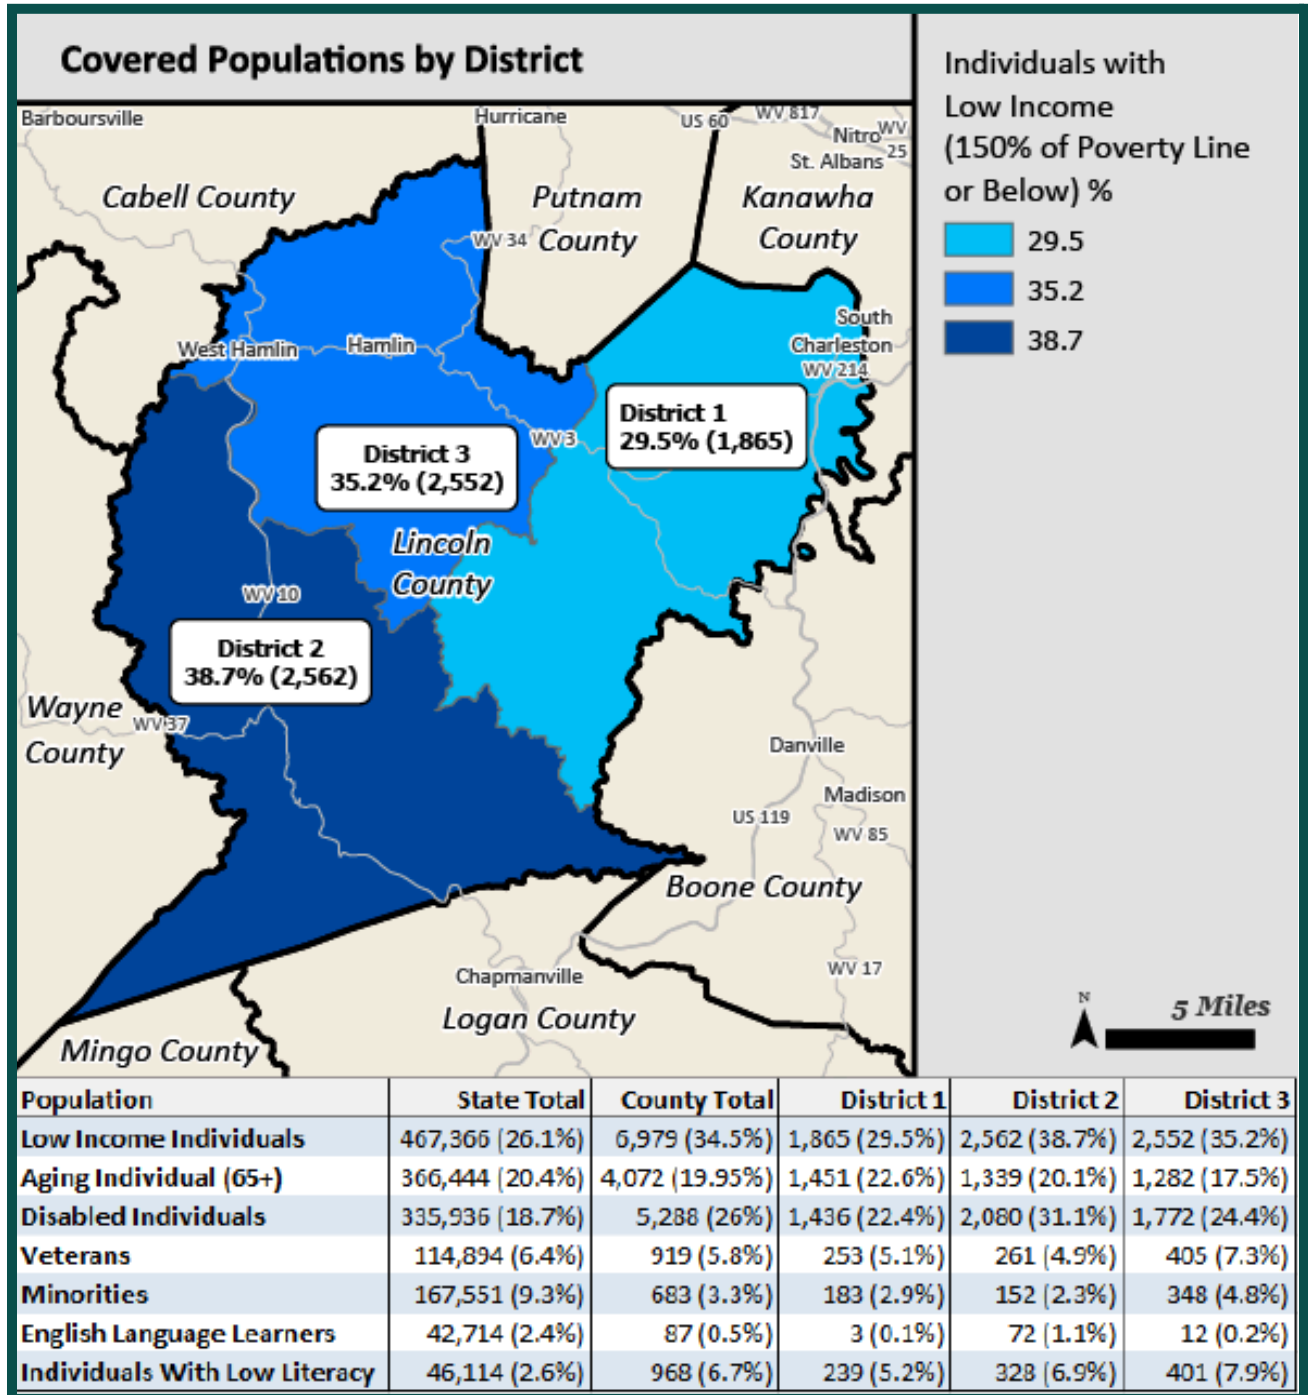 Covered Populations by District
Individuals with
Low Income
(150% of Poverty Line
or Below) %
29.5
35.2
38.7
Barboursville
Hurricane
US 60
WV 817
Nitro
WV
25
St. Albans
Cabell County
Putnam
County
Kanawha
County
WV 34
South
Charleston
WV 214
West Hamlin
Hamlin
District 1
29.5% (1,865)
WV 3
District 3
35.2% (2,552)
Lincoln
County
WV 10
District 2
38.7% (2,562)
Wayne
County
WV 37
Danville
Madison
US 119
WV 85
Boone County
Chapmanville
WV 17
Logan County
Mingo County
N
5 Miles
Population State Total County Total District 1 District 2 District 3
Low Income Individuals 467,366 (26.1%) 6,979 (34.5%) 1,865 (29.5%) 2,562 (38.7%) 2,552 (35.2%)
Aging Individual (65+) 366,444 (20.4%) 4,072 (19.95%) 1,451 (22.6%) 1,339 (20.1%) 1,282 (17.5%)
Disabled Individuals 335,936 (18.7%) 5,288 (26%) 1,436 (22.4%) 2,080 (31.1%) 1,772 (24.4%)
Veterans 114,894 (6.4%) 919 (5.8%) 253 (5.1%) 261 (4.9%) 405 (7.3%)
Minorities 167,551 (9.3%) 683 (3.3%) 183 (2.9%) 152 (2.3%) 348 (4.8%)
English Language Learners 42,714 (2.4%) 87 (0.5%) 3 (0.1%) 72 (1.1%) 12 (0.2%)
Individuals With Low Literacy 46,114 (2.6%) 968 (6.7%) 239 (5.2%) 328 (6.9%) 401 (7.9%)